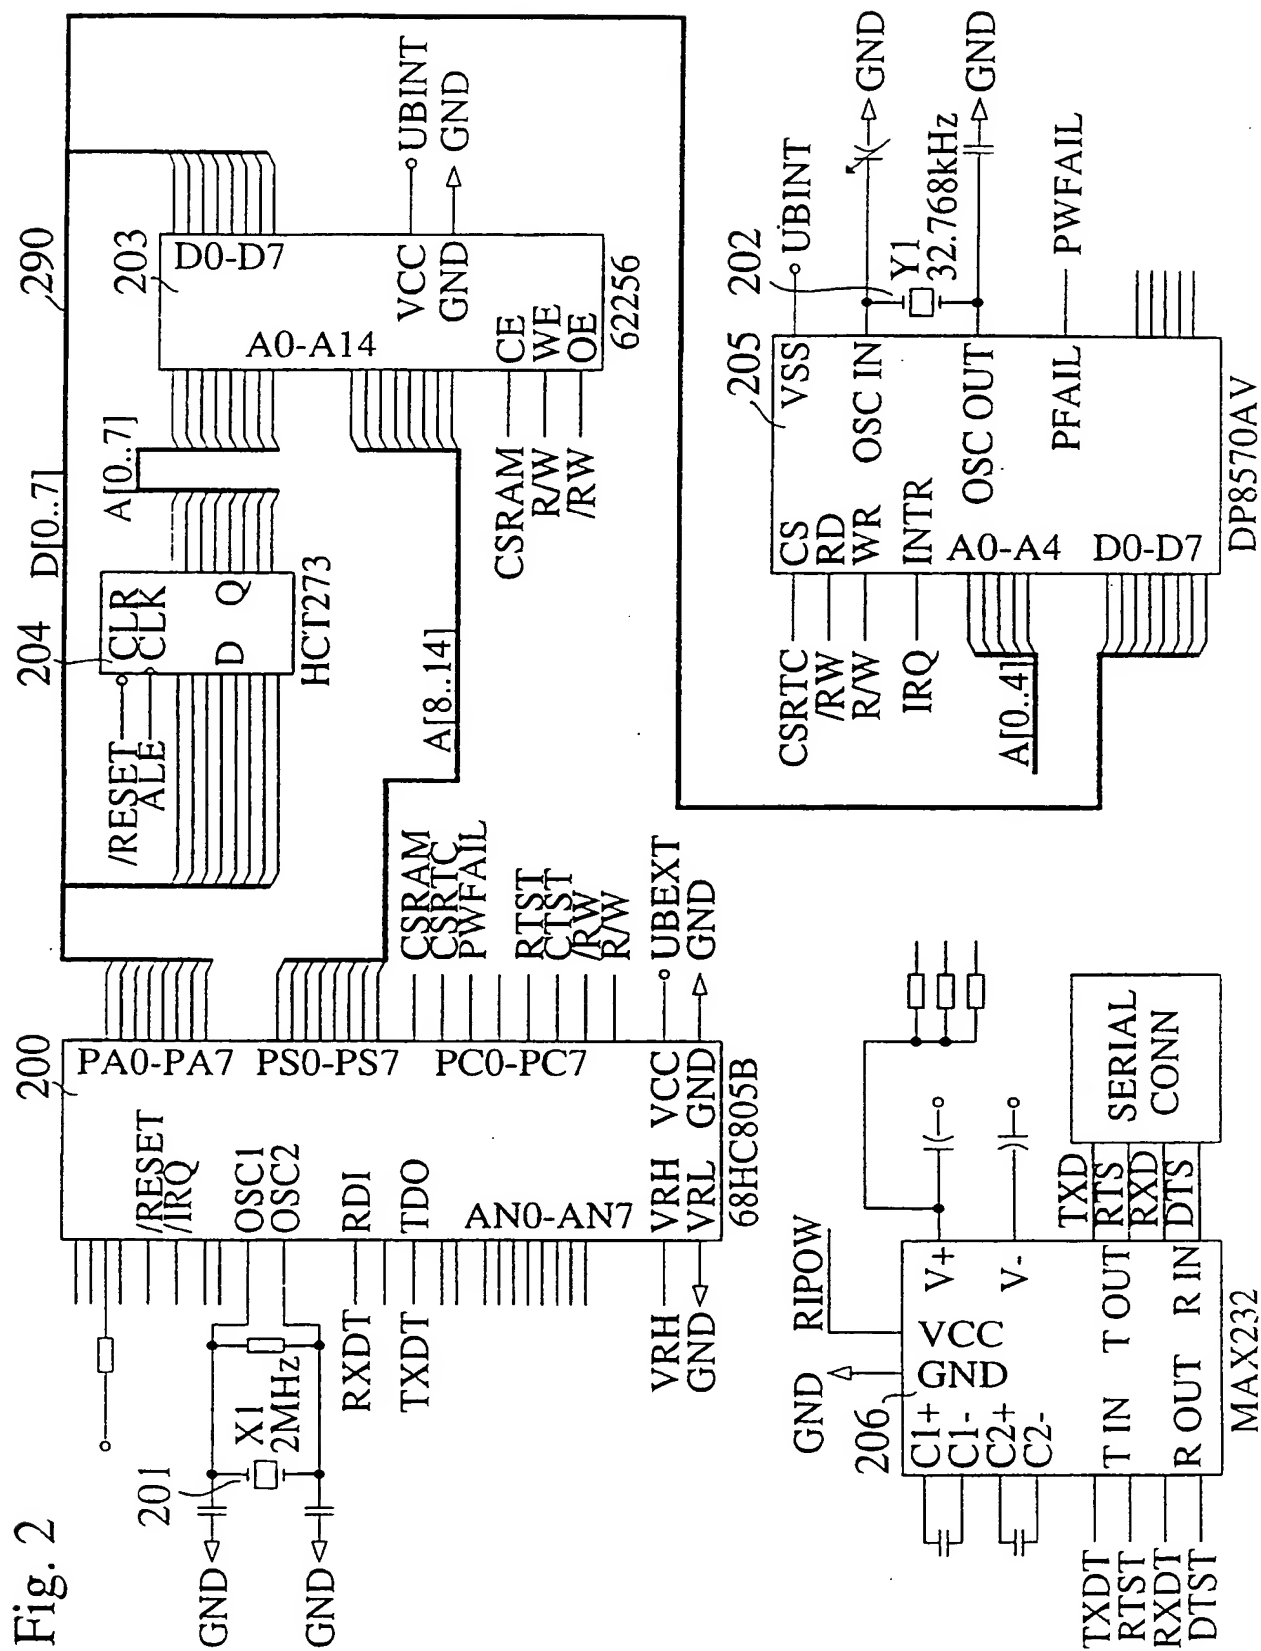 Fig. 2
200
PA0-PA7
PS0-PS7
PC0-PC7
/RESET
/IRQ
OSC1
OSC2
RDI
TDO
AN0-AN7
VRH
VRL
VCC
GND
68HC805B
201
X1
2MHz
GND
GND
RXDT
TXDT
VRH
GND
CSRAM
CSRTC
PWFAIL
RTST
CTST
/RW
R/W
UBEXT
GND
204
/RESET
ALE
CLR
CLK
D
Q
HCT273
D[0..7]
A[0..7]
A[8..14]
290
203
D0-D7
A0-A14
VCC
GND
CE
WE
OE
62256
UBINT
GND
CSRAM
R/W
/RW
206
GND
RIPOW
VCC
GND
C1+
C1-
C2+
C2-
V+
V-
T IN
T OUT
R OUT
R IN
MAX232
TXDT
RTST
RXDT
DTST
TXD
RTS
RXD
DTS
SERIAL
CONN
205
CSRTC
/RW
R/W
IRQ
A[0..4]
CS
RD
WR
INTR
A0-A4
D0-D7
VSS
OSC IN
OSC OUT
PFAIL
DP8570AV
202
UBINT
Y1
32.768kHz
GND
GND
PWFAIL